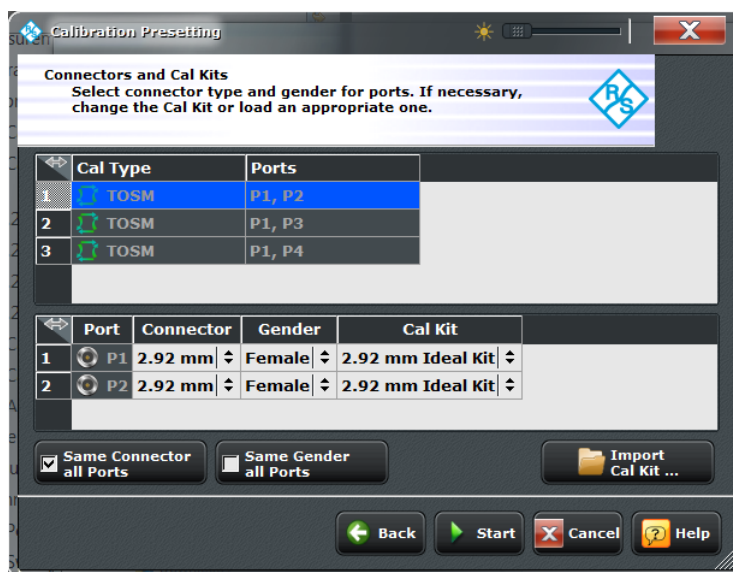 Calibration Presetting
X
Connectors and Cal Kits
Select connector type and gender for ports. If necessary,
change the Cal Kit or load an appropriate one.
R/S
Cal Type Ports
1 TOSM P1, P2
2 TOSM P1, P3
3 TOSM P1, P4
Port Connector Gender Cal Kit
1 P1 2.92 mm Female 2.92 mm Ideal Kit
2 P2 2.92 mm Female 2.92 mm Ideal Kit
Same Connector
all Ports
Same Gender
all Ports
Import
Cal Kit ...
Back Start Cancel Help